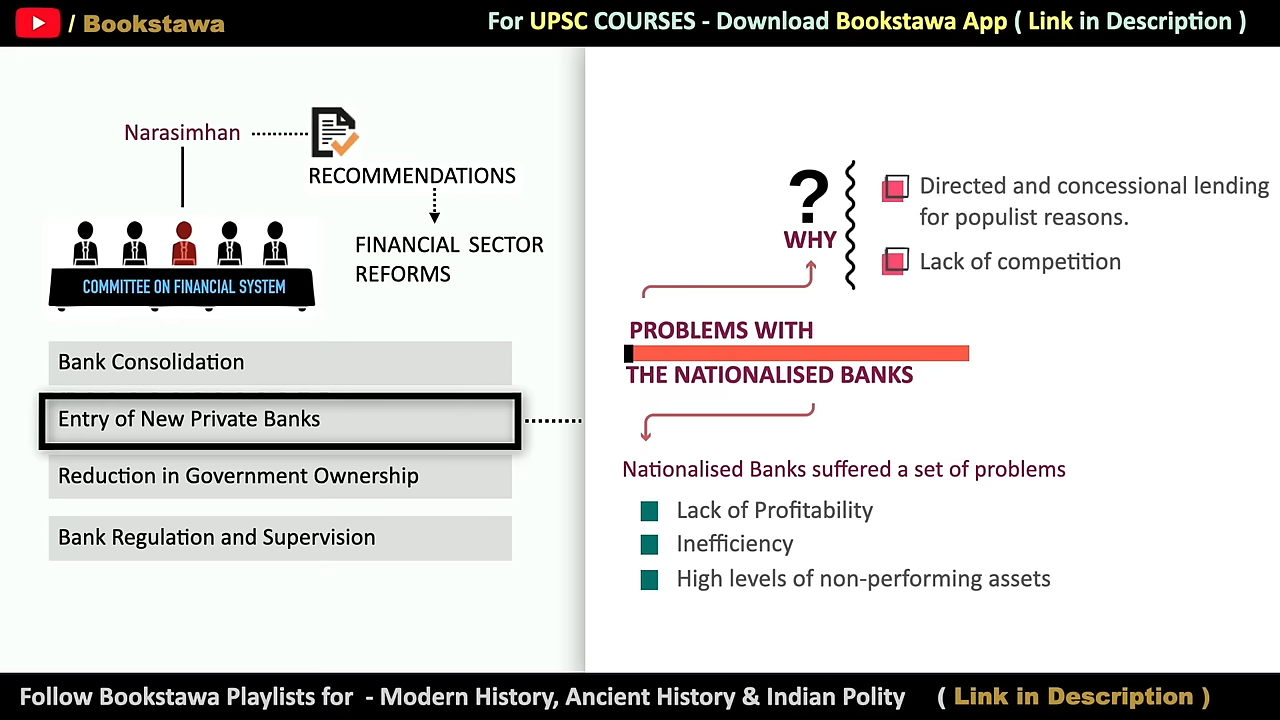 / Bookstawa
For UPSC COURSES - Download Bookstawa App ( Link in Description )
Narasimhan
RECOMMENDATIONS
FINANCIAL SECTOR
REFORMS
COMMITTEE ON FINANCIAL SYSTEM
Bank Consolidation
Entry of New Private Banks
Reduction in Government Ownership
Bank Regulation and Supervision
?
WHY
Directed and concessional lending
for populist reasons.
Lack of competition
PROBLEMS WITH
THE NATIONALISED BANKS
Nationalised Banks suffered a set of problems
Lack of Profitability
Inefficiency
High levels of non-performing assets
Follow Bookstawa Playlists for - Modern History, Ancient History & Indian Polity ( Link in Description )